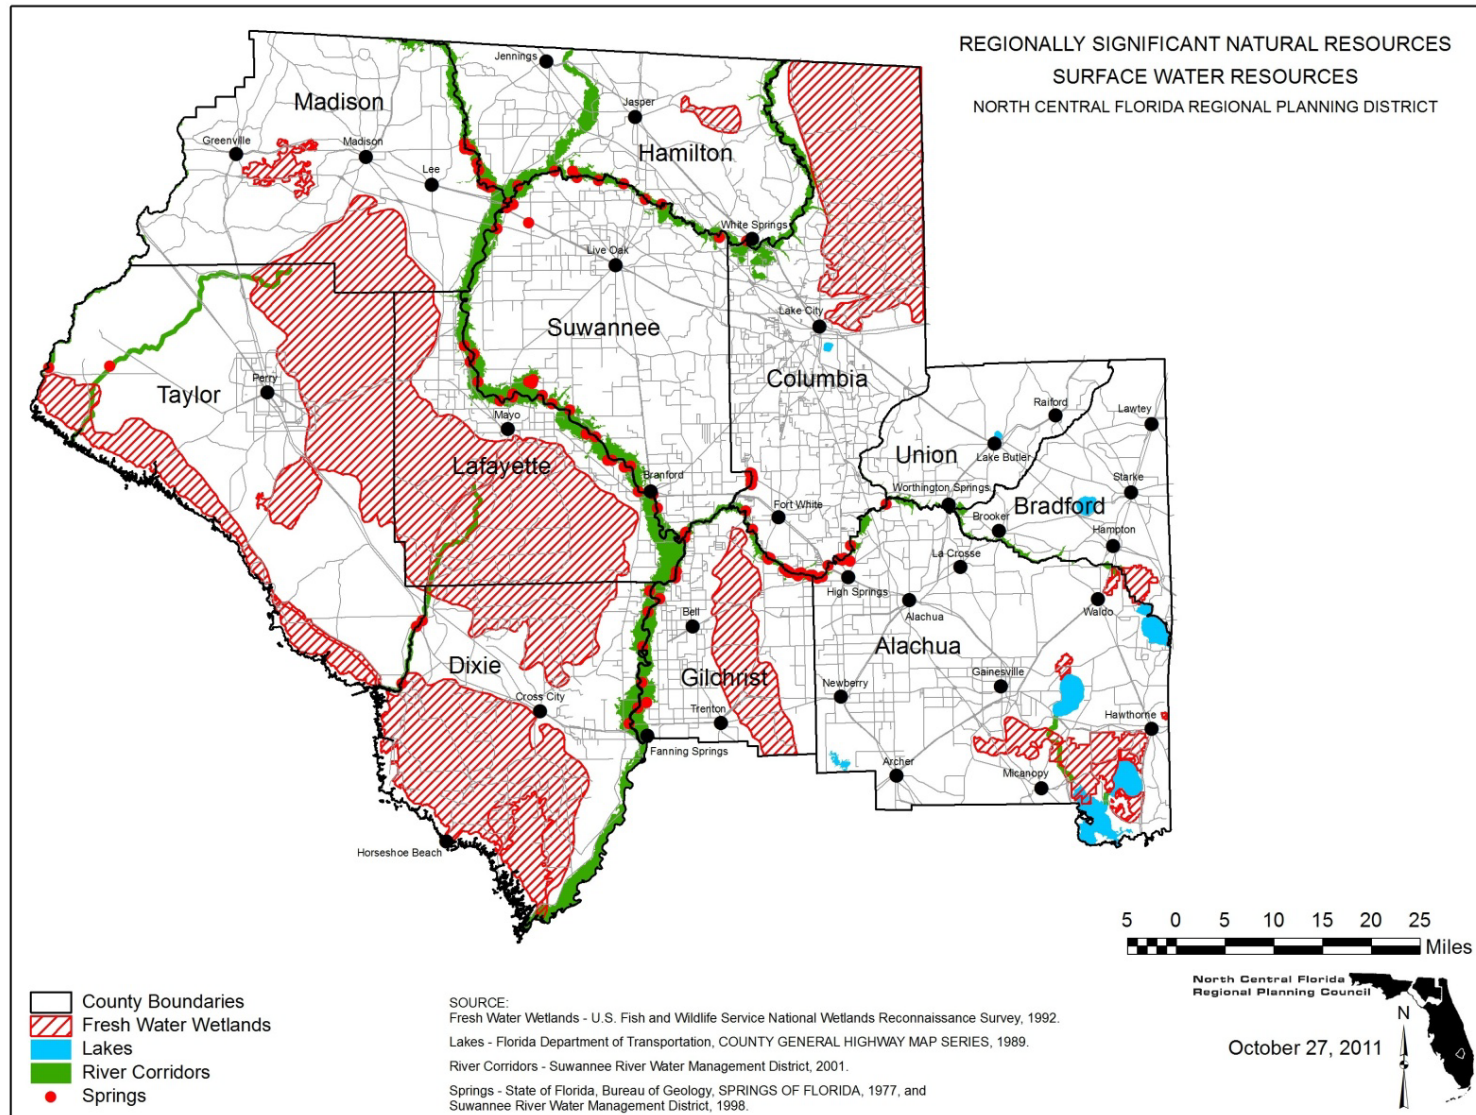 REGIONALLY SIGNIFICANT NATURAL RESOURCES
SURFACE WATER RESOURCES
NORTH CENTRAL FLORIDA REGIONAL PLANNING DISTRICT
Jennings
Madison
Jasper
Greenville
Madison
Hamilton
Lee
White Springs
Live Oak
Lake City
Suwannee
Columbia
Perry
Taylor
Mayo
Raiford
Lawtey
Union
Lake Butler
Lafayette
Branford
Worthington Springs
Starke
Fort White
Brooker
Bradford
Hampton
La Crosse
High Springs
Waldo
Bell
Alachua
Alachua
Dixie
Gilchrist
Gainesville
Newberry
Cross City
Trenton
Hawthorne
Fanning Springs
Archer
Micanopy
Horseshoe Beach
5 0 5 10 15 20 25
Miles
North Central Florida
Regional Planning Council
N
October 27, 2011
County Boundaries
Fresh Water Wetlands
Lakes
River Corridors
Springs
SOURCE:
Fresh Water Wetlands - U.S. Fish and Wildlife Service National Wetlands Reconnaissance Survey, 1992.
Lakes - Florida Department of Transportation, COUNTY GENERAL HIGHWAY MAP SERIES, 1989.
River Corridors - Suwannee River Water Management District, 2001.
Springs - State of Florida, Bureau of Geology, SPRINGS OF FLORIDA, 1977, and
Suwannee River Water Management District, 1998.